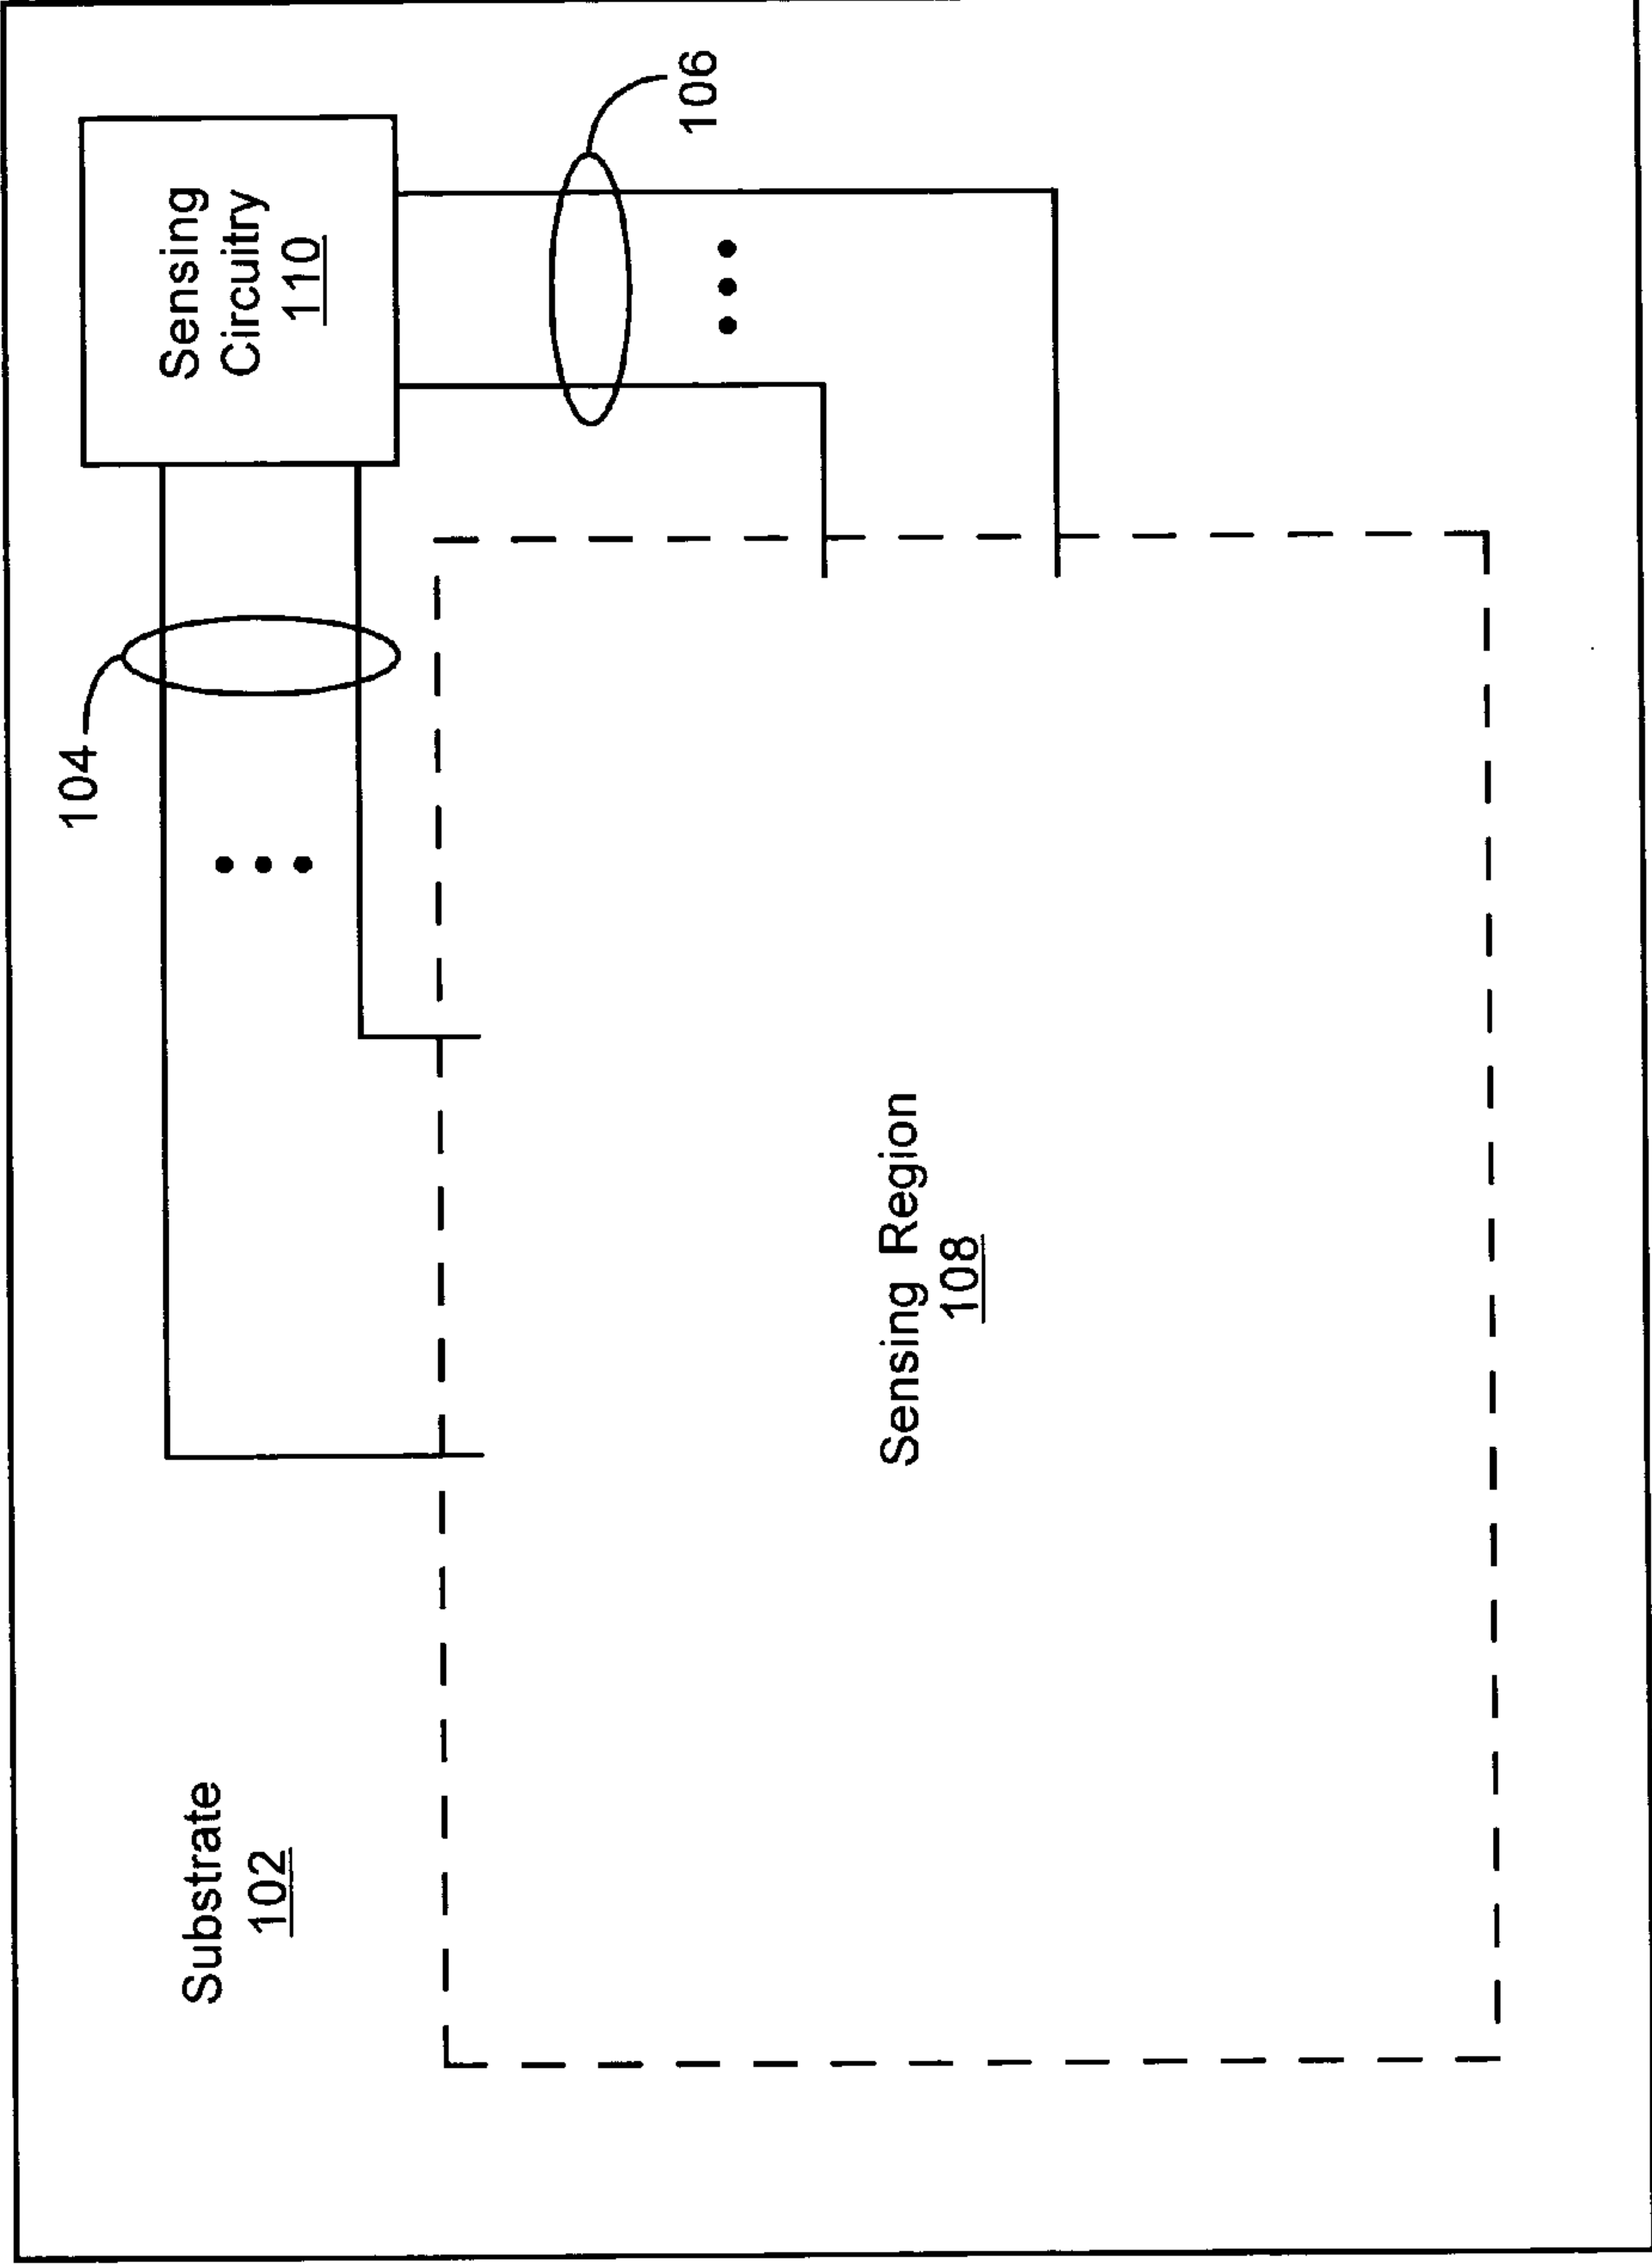 Substrate
102
104
Sensing
Circuitry
110
106
Sensing Region
108